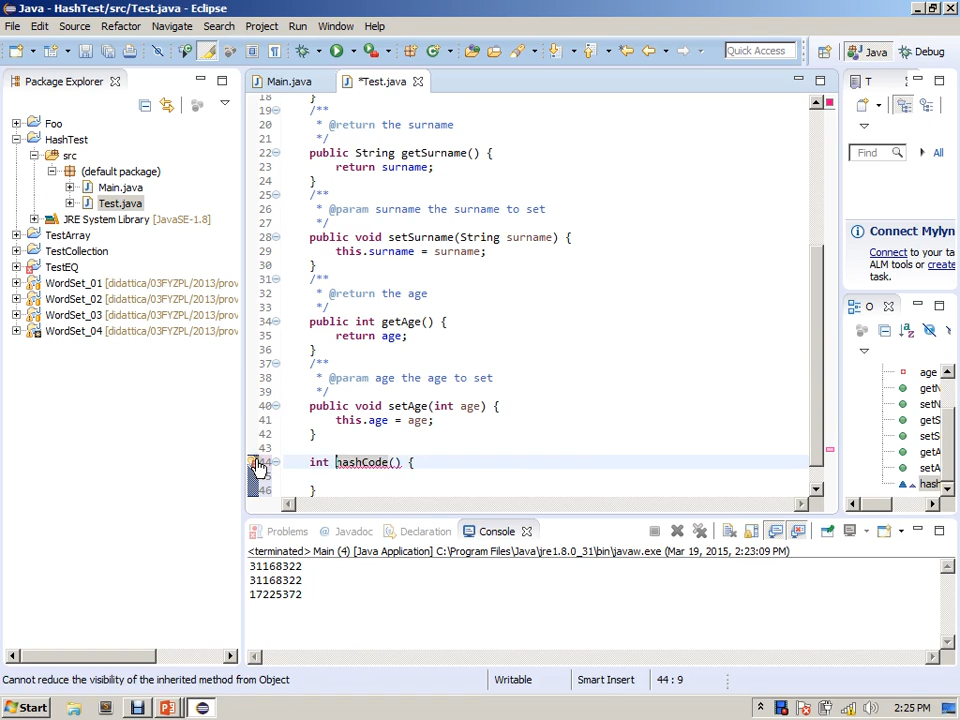 Java - HashTest/src/Test.java - Eclipse
File Edit Source Refactor Navigate Search Project Run Window Help
Quick Access Java Debug
Package Explorer
Foo
HashTest
src
(default package)
Main.java
Test.java
JRE System Library [JavaSE-1.8]
TestArray
TestCollection
TestEQ
WordSet_01 [didattica/03FYZPL/2013/prov
WordSet_02 [didattica/03FYZPL/2013/prov
WordSet_03 [didattica/03FYZPL/2013/prov
WordSet_04 [didattica/03FYZPL/2013/prov
Main.java *Test.java
18 }
19 /**
20 * @return the surname
21 */
22 public String getSurname() {
23 return surname;
24 }
25 /**
26 * @param surname the surname to set
27 */
28 public void setSurname(String surname) {
29 this.surname = surname;
30 }
31 /**
32 * @return the age
33 */
34 public int getAge() {
35 return age;
36 }
37 /**
38 * @param age the age to set
39 */
40 public void setAge(int age) {
41 this.age = age;
42 }
43
44 int hashCode() {
46 }
T
Find All
Connect Mylyn
Connect to your ta
ALM tools or create
task.
O
age
getN
setN
getS
setS
getA
setA
hash
Problems Javadoc Declaration Console
<terminated> Main (4) [Java Application] C:\Program Files\Java\jre1.8.0_31\bin\javaw.exe (Mar 19, 2015, 2:23:09 PM)
31168322
31168322
17225372
Cannot reduce the visibility of the inherited method from Object Writable Smart Insert 44 : 9
Start 2:25 PM